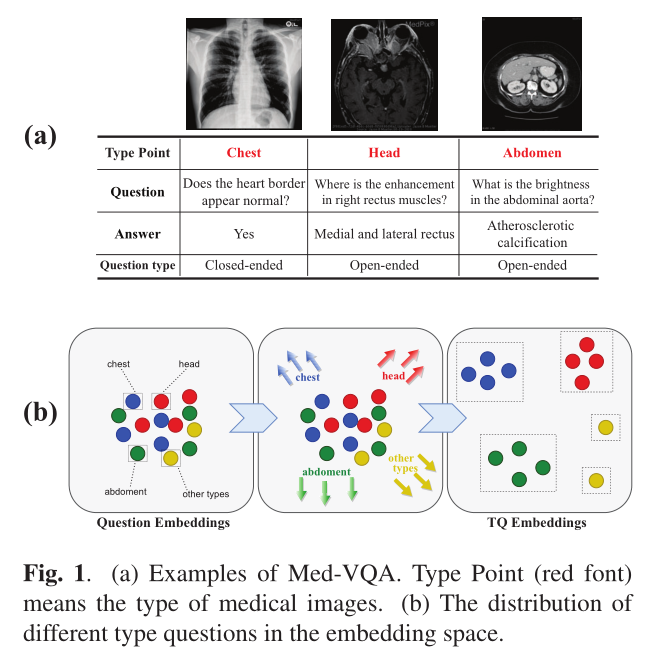 MedPix®
(a)
Type Point Chest Head Abdomen
Question Does the heart border appear normal? Where is the enhancement in right rectus muscles? What is the brightness in the abdominal aorta?
Answer Yes Medial and lateral rectus Atherosclerotic calcification
Question type Closed-ended Open-ended Open-ended
(b)
chest head
abdoment other types
Question Embeddings
chest head
abdoment other types
TQ Embeddings
Fig. 1. (a) Examples of Med-VQA. Type Point (red font)
means the type of medical images. (b) The distribution of
different type questions in the embedding space.